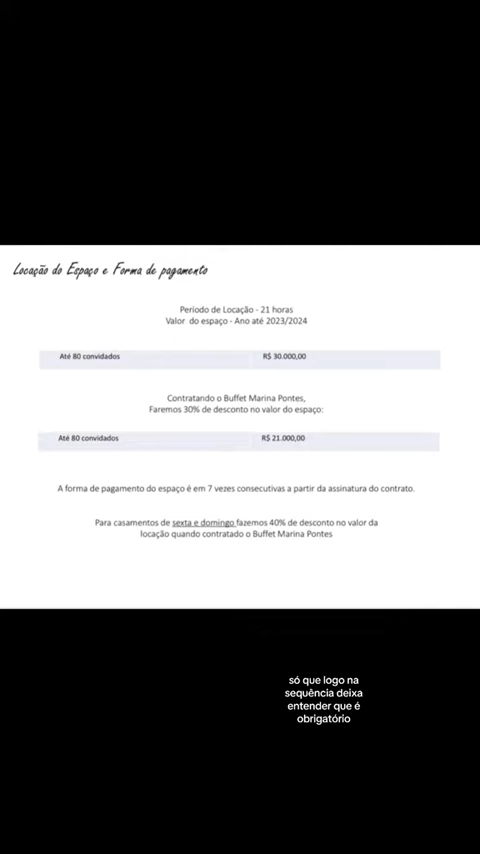 Locação do Espaço e Forma de pagamento
Período de Locação - 21 horas
Valor do espaço - Ano até 2023/2024
Até 80 convidados R$ 30.000,00
Contratando o Buffet Marina Pontes,
Faremos 30% de desconto no valor do espaço:
Até 80 convidados R$ 21.000,00
A forma de pagamento do espaço é em 7 vezes consecutivas a partir da assinatura do contrato.
Para casamentos de sexta e domingo fazemos 40% de desconto no valor da
locação quando contratado o Buffet Marina Pontes
só que logo na
sequência deixa
entender que é
obrigatório